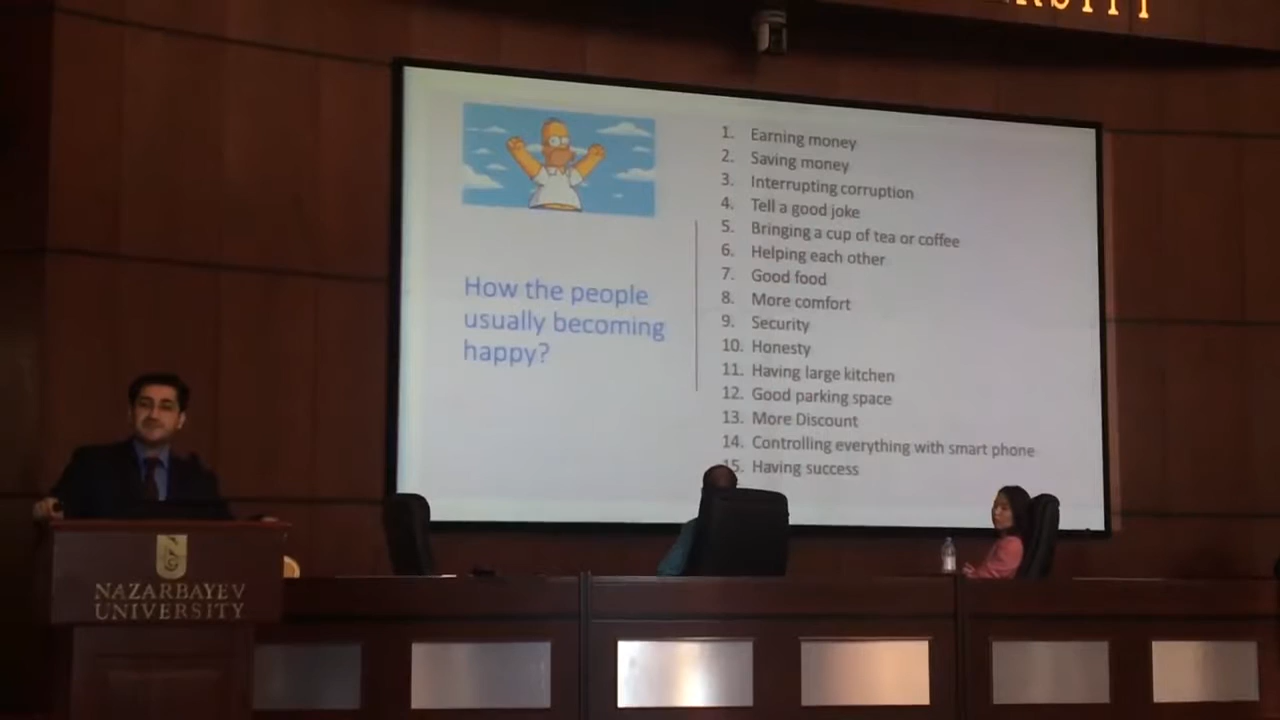 How the people
usually becoming
happy?
1. Earning money
2. Saving money
3. Interrupting corruption
4. Tell a good joke
5. Bringing a cup of tea or coffee
6. Helping each other
7. Good food
8. More comfort
9. Security
10. Honesty
11. Having large kitchen
12. Good parking space
13. More Discount
14. Controlling everything with smart phone
15. Having success
NAZARBAYEV
UNIVERSITY